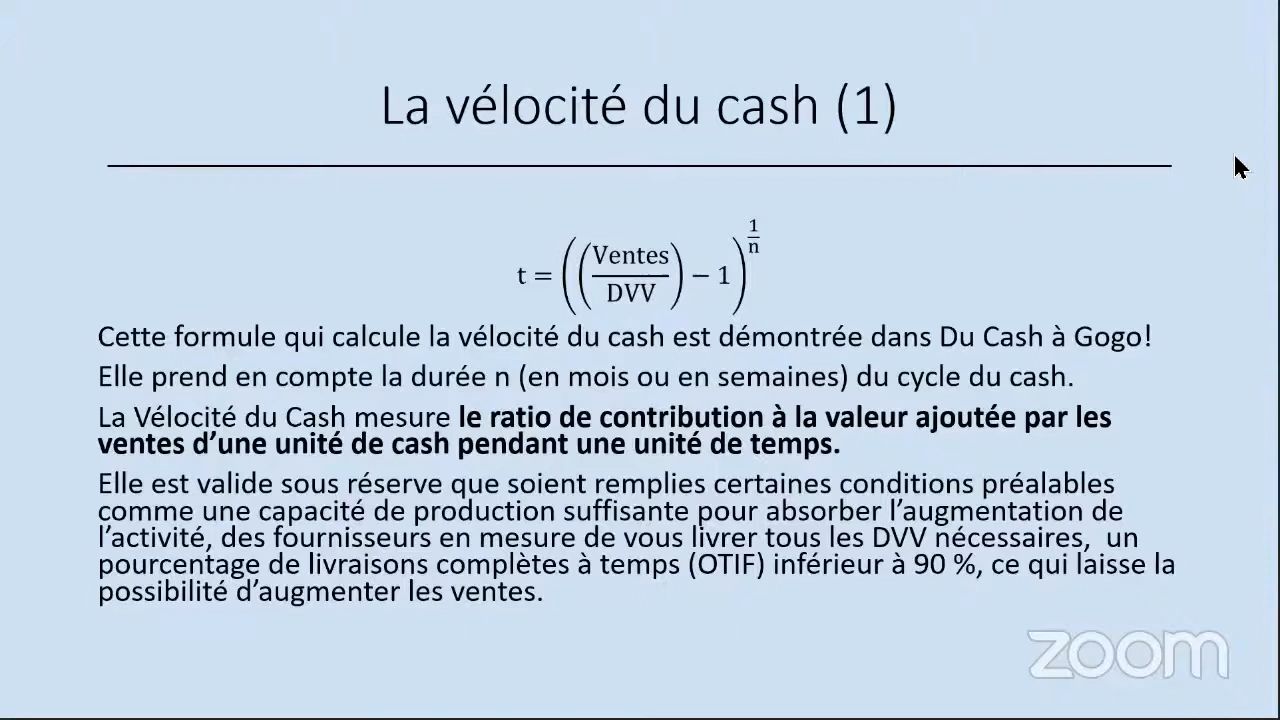 La vélocité du cash (1)
t = ((Ventes/DVV) − 1)^(1/n)
Cette formule qui calcule la vélocité du cash est démontrée dans Du Cash à Gogo!
Elle prend en compte la durée n (en mois ou en semaines) du cycle du cash.
La Vélocité du Cash mesure le ratio de contribution à la valeur ajoutée par les
ventes d’une unité de cash pendant une unité de temps.
Elle est valide sous réserve que soient remplies certaines conditions préalables
comme une capacité de production suffisante pour absorber l’augmentation de
l’activité, des fournisseurs en mesure de vous livrer tous les DVV nécessaires, un
pourcentage de livraisons complètes à temps (OTIF) inférieur à 90 %, ce qui laisse la
possibilité d’augmenter les ventes.
zoom